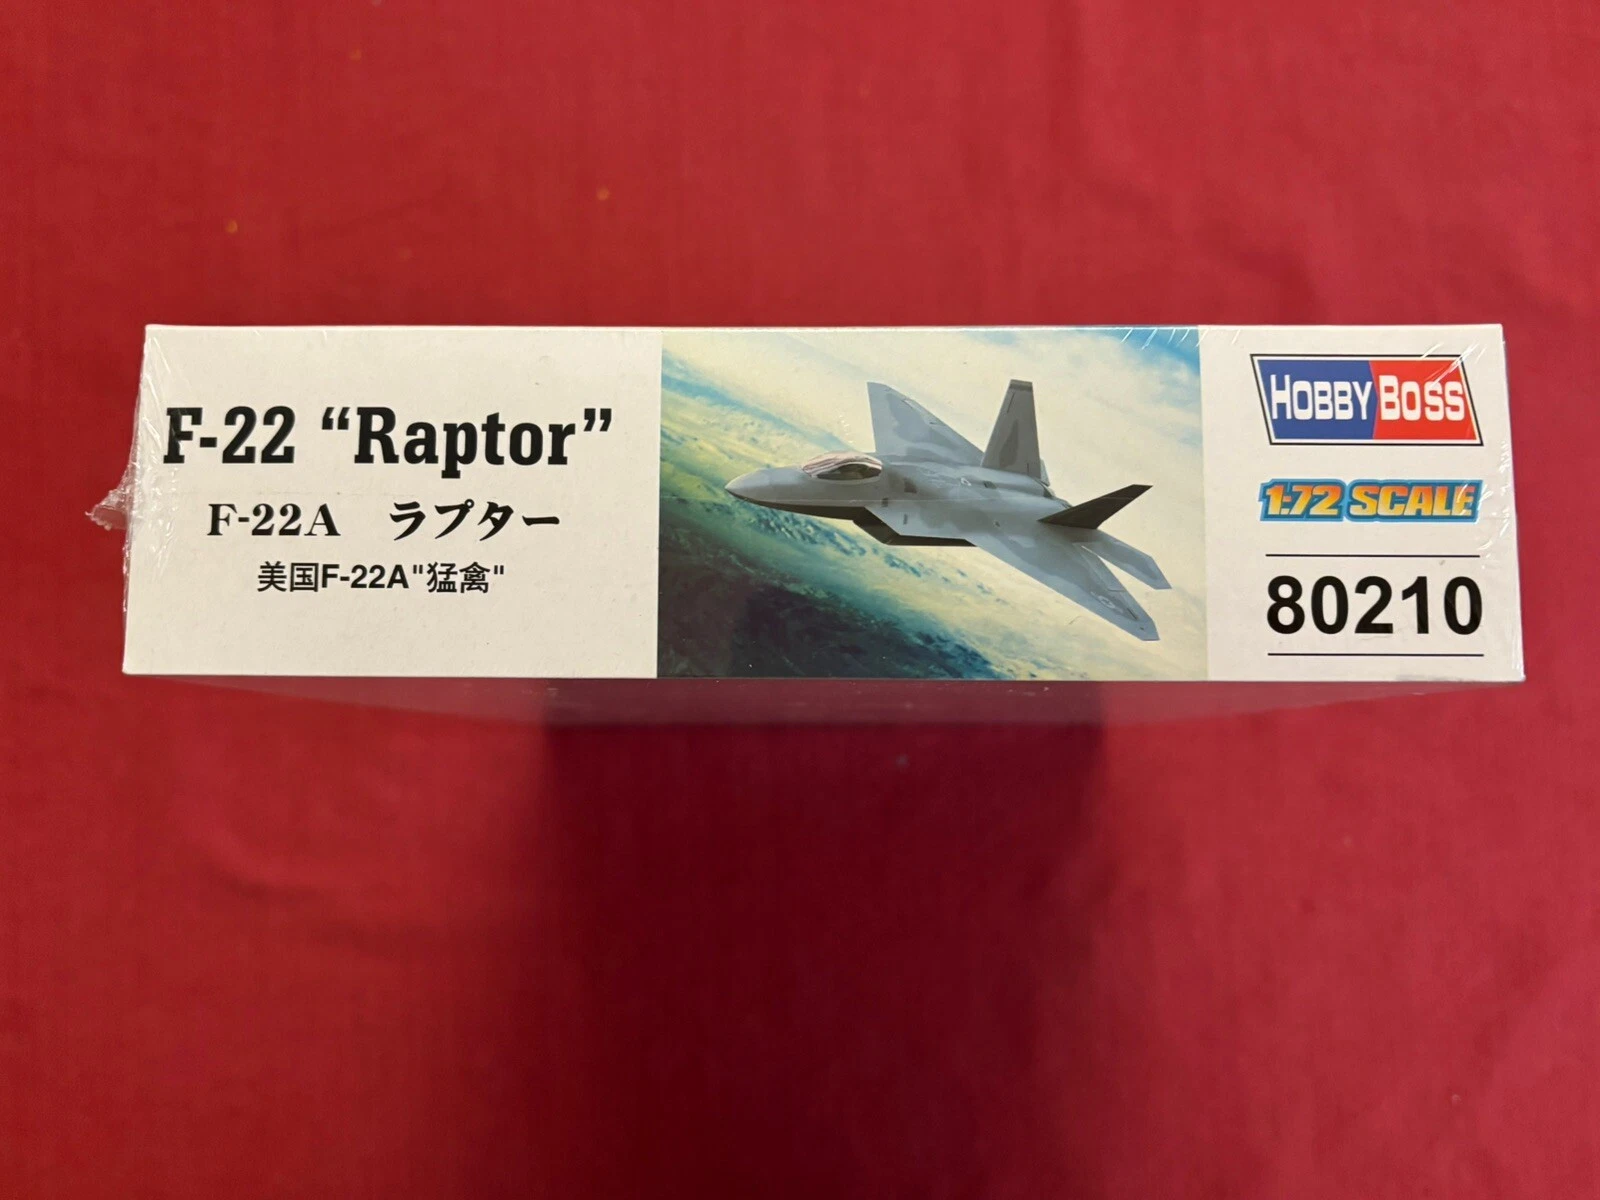 F-22 “Raptor”
F-22A ラプター
美国F-22A"猛禽"
HOBBY BOSS
1:72 SCALE
80210